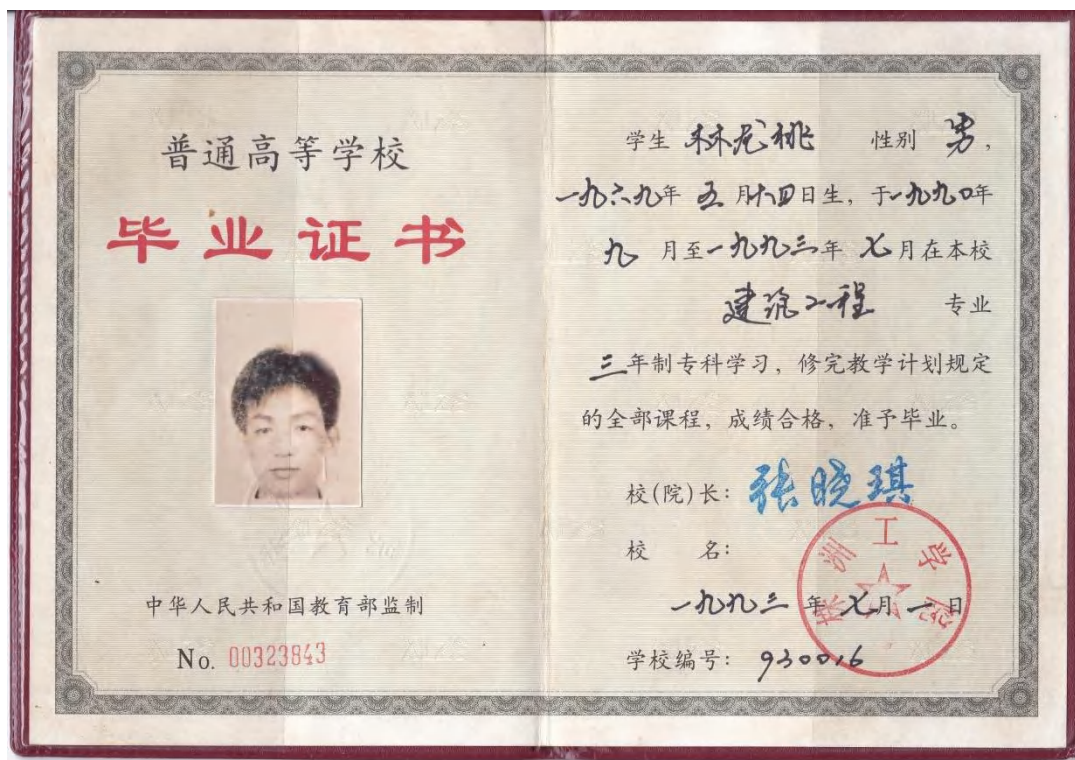 普通高等学校
毕业证书
中华人民共和国教育部监制
No. 00323843
学生 林龙桃 性别 男,
一九六九年 五 月十四日生, 于一九九〇年
九 月至一九九三年 七月在本校
建筑工程 专业
三年制专科学习, 修完教学计划规定
的全部课程, 成绩合格, 准予毕业。
校(院)长: 张晓琪
校 名:
株洲工学院
一九九三 年 七月 一日
学校编号: 930016